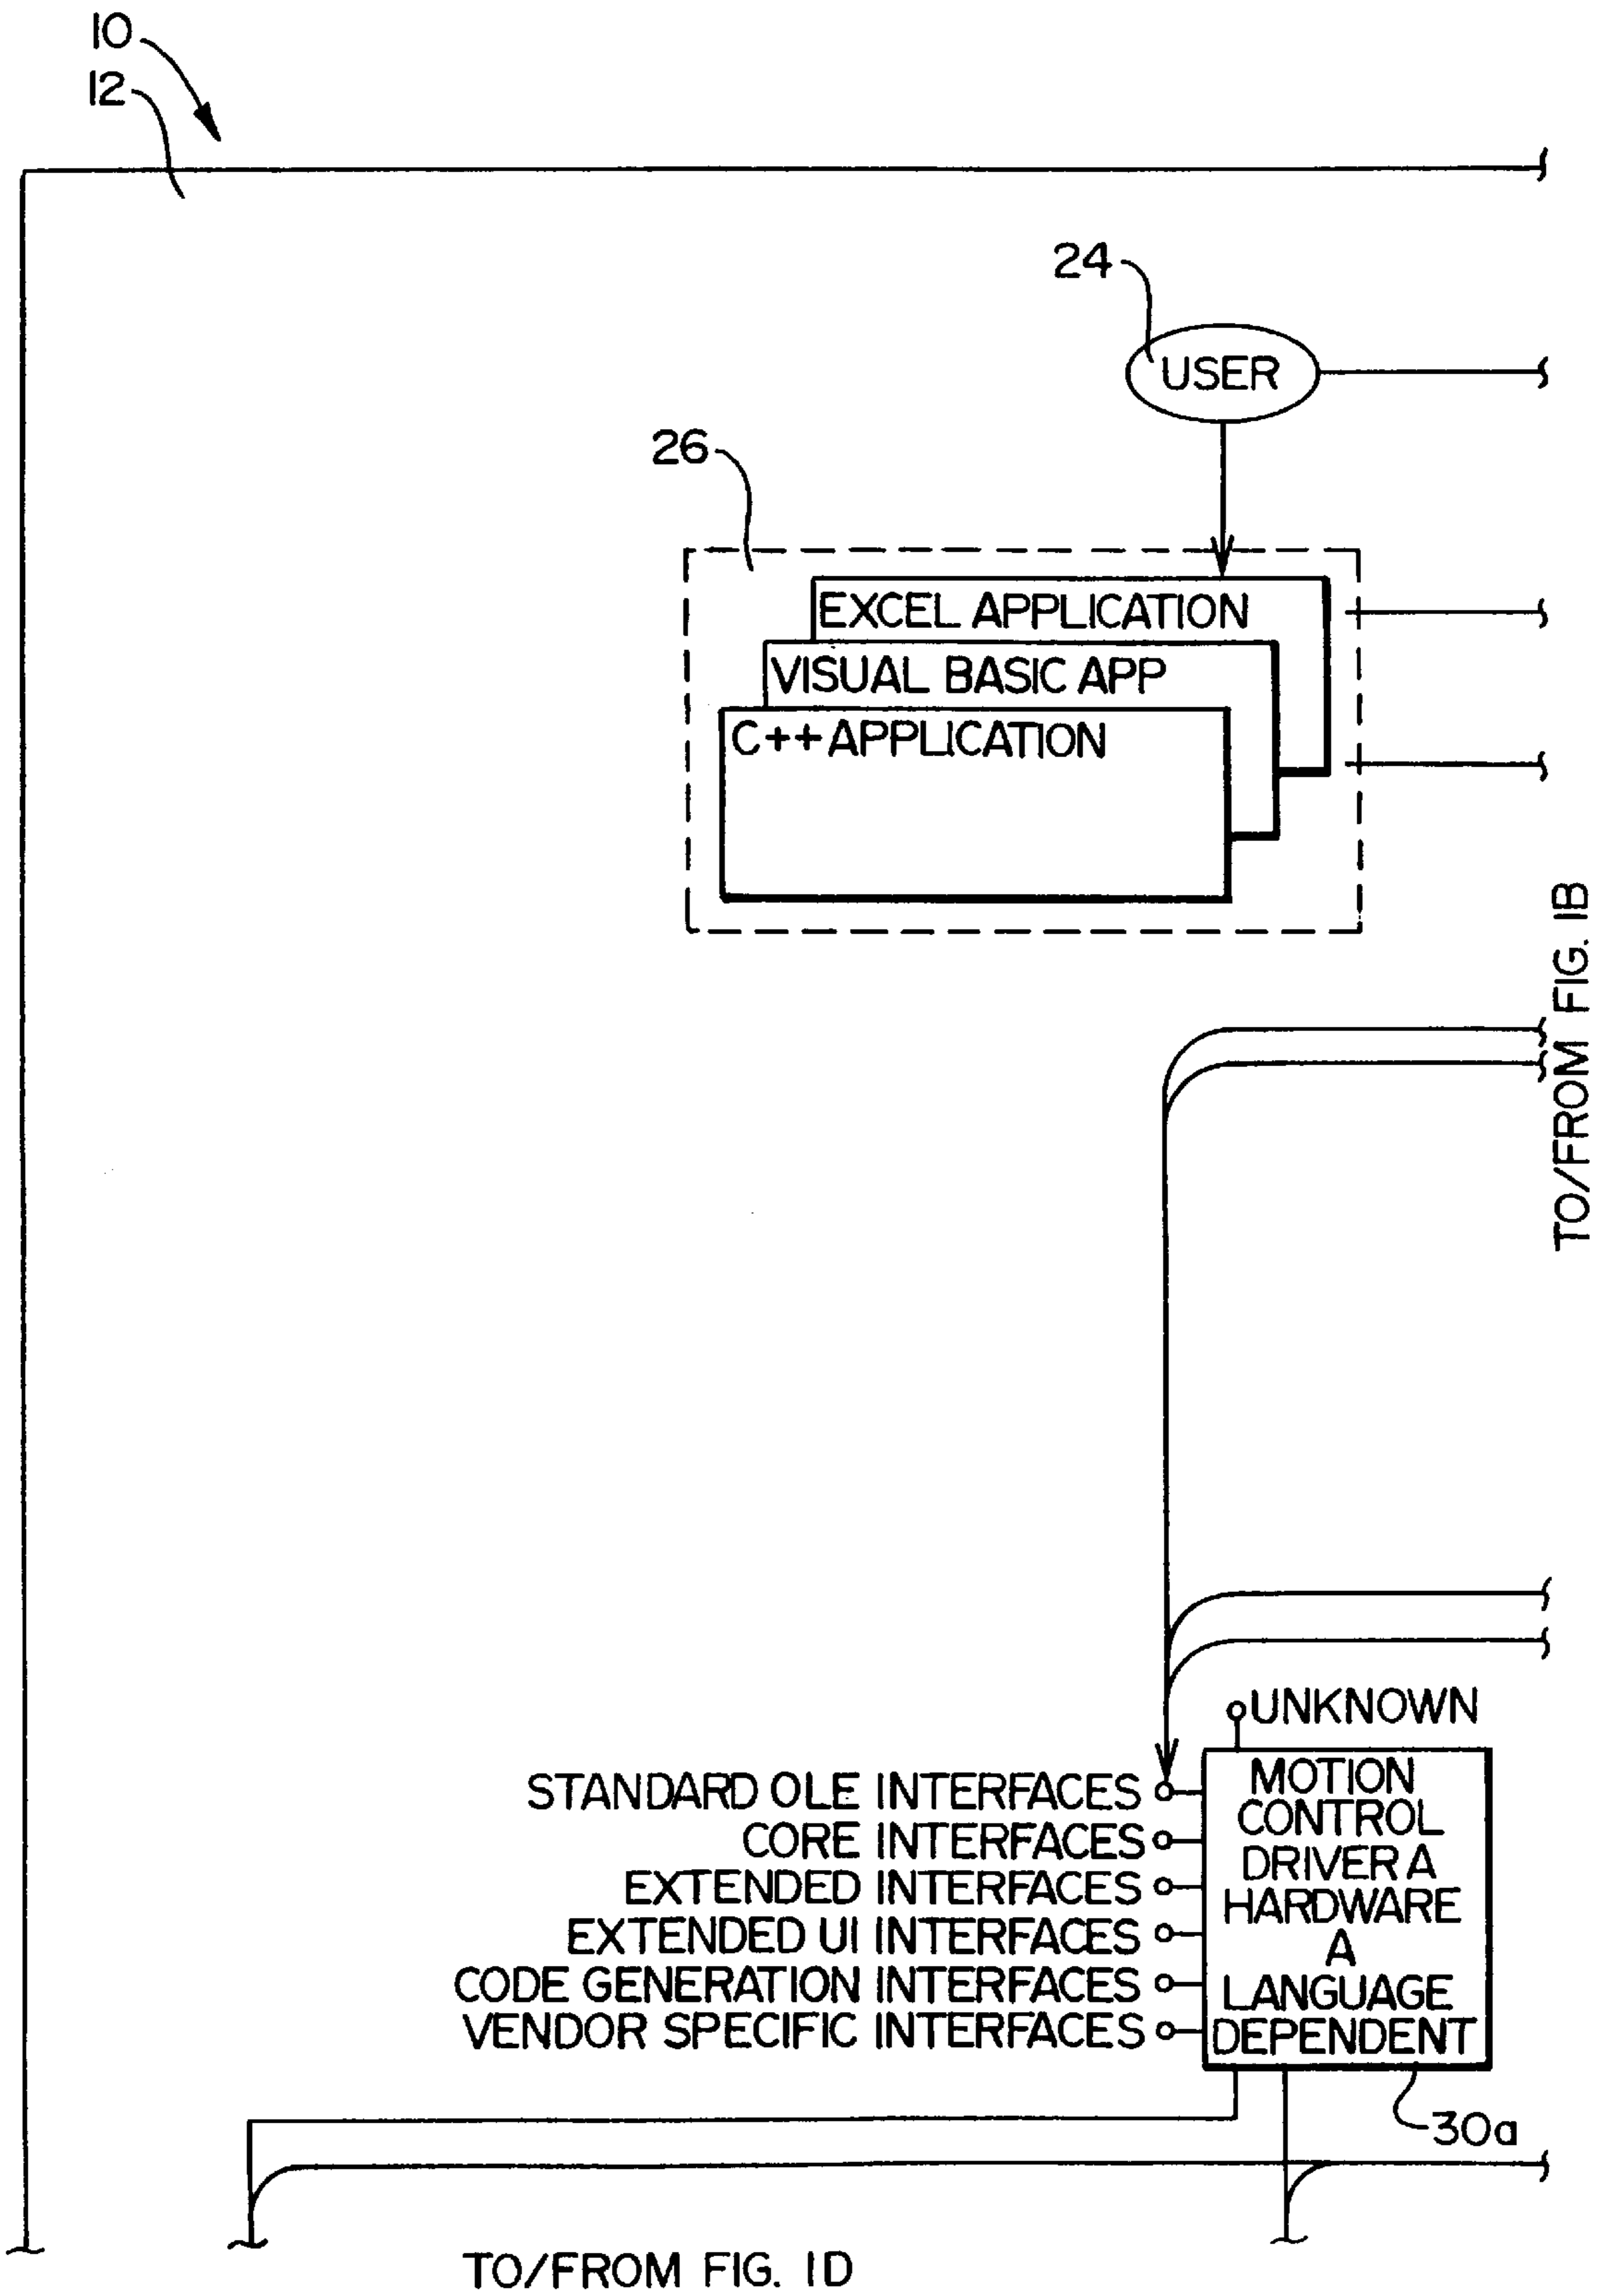 10
12
24
USER
26
EXCEL APPLICATION
VISUAL BASIC APP
C++ APPLICATION
TO/FROM FIG. 1B
UNKNOWN
STANDARD OLE INTERFACES
CORE INTERFACES
EXTENDED INTERFACES
EXTENDED UI INTERFACES
CODE GENERATION INTERFACES
VENDOR SPECIFIC INTERFACES
MOTION
CONTROL
DRIVER A
HARDWARE
A
LANGUAGE
DEPENDENT
30a
TO/FROM FIG. 1D